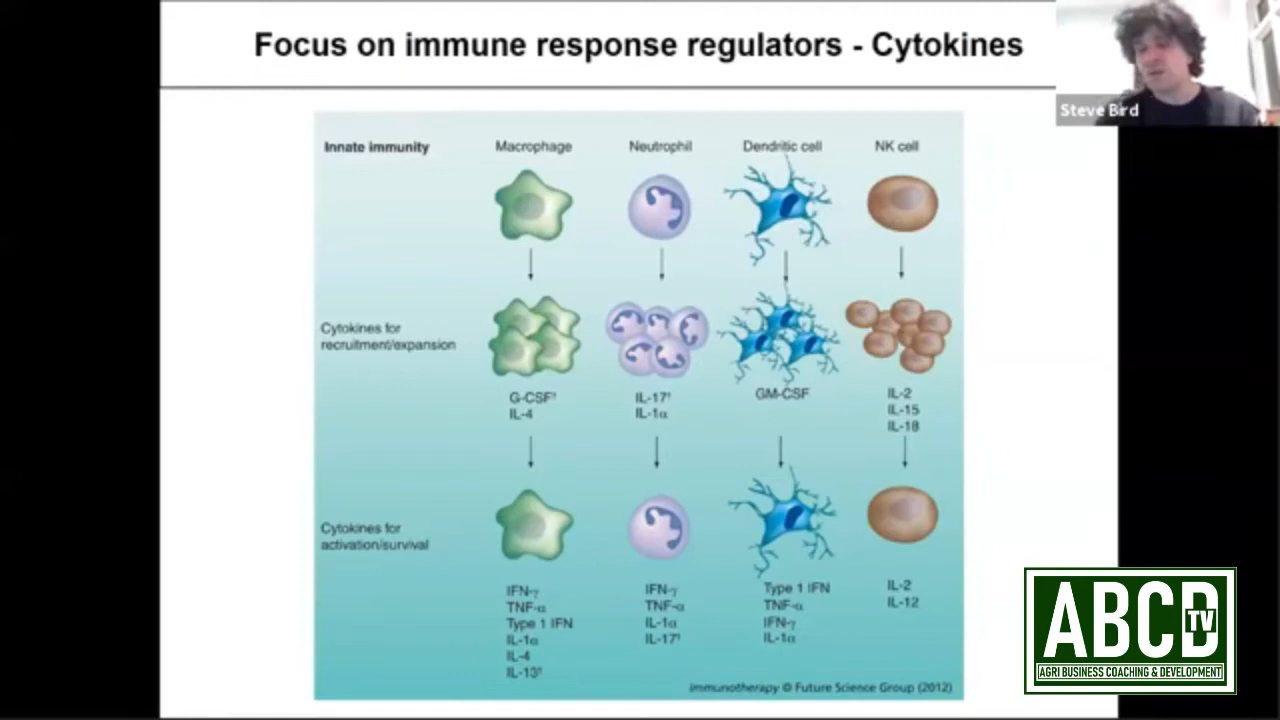 Focus on immune response regulators - Cytokines
Steve Bird
Innate immunity
Macrophage
Neutrophil
Dendritic cell
NK cell
Cytokines for
recruitment/expansion
G-CSF†
IL-4
IL-17†
IL-1α
GM-CSF
IL-2
IL-15
IL-18
Cytokines for
activation/survival
IFN-γ
TNF-α
Type 1 IFN
IL-1α
IL-4
IL-13†
IFN-γ
TNF-α
IL-1α
IL-17†
Type 1 IFN
TNF-α
IFN-γ
IL-1α
IL-2
IL-12
Immunotherapy © Future Science Group (2012)
ABCD
TV
AGRI BUSINESS COACHING & DEVELOPMENT